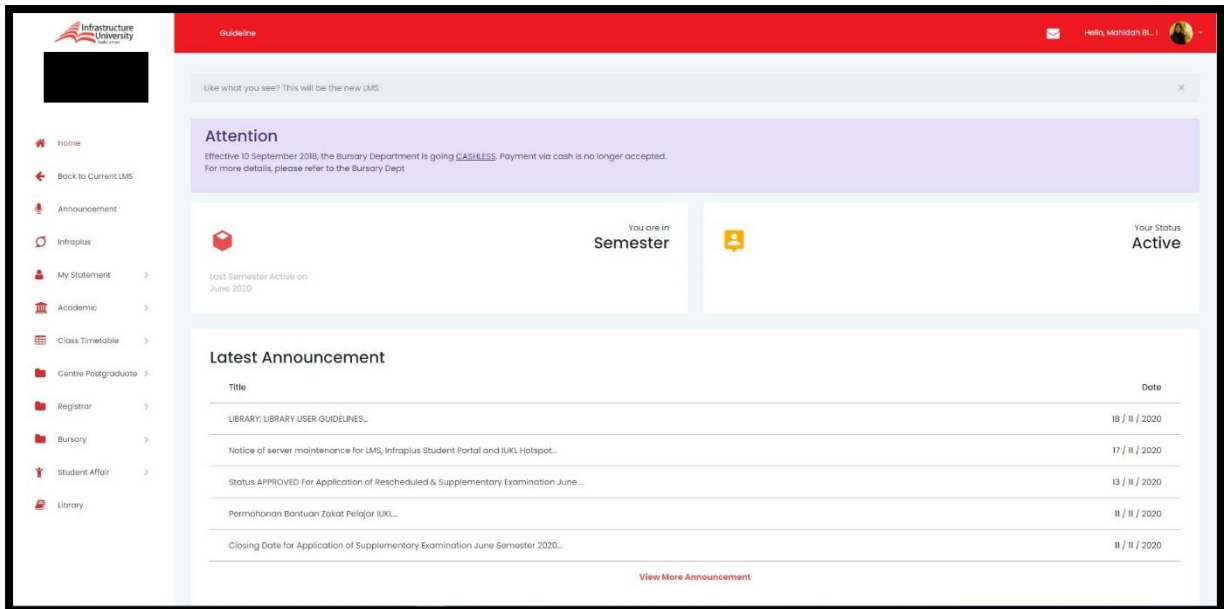 Infrastructure
University
Guideline
Hello, Mahidah Bi... !
Like what you see? This will be the new LMS
Attention
Effective 10 September 2018, the Bursary Department is going CASHLESS. Payment via cash is no longer accepted.
For more details, please refer to the Bursary Dept
Home
Back to Current LMS
Announcement
Infraplus
My Statement
Academic
Class Timetable
Centre Postgraduate
Registrar
Bursary
Student Affair
Library
You are in
Semester
Last Semester Active on
June 2020
Your Status
Active
Latest Announcement
Title Date
LIBRARY: LIBRARY USER GUIDELINES... 18 / 11 / 2020
Notice of server maintenance for LMS, Infraplus Student Portal and IUKL Hotspot... 17 / 11 / 2020
Status APPROVED For Application of Rescheduled & Supplementary Examination June ... 13 / 11 / 2020
Permohonan Bantuan Zakat Pelajar IUKL... 11 / 11 / 2020
Closing Date for Application of Supplementary Examination June Semester 2020... 11 / 11 / 2020
View More Announcement